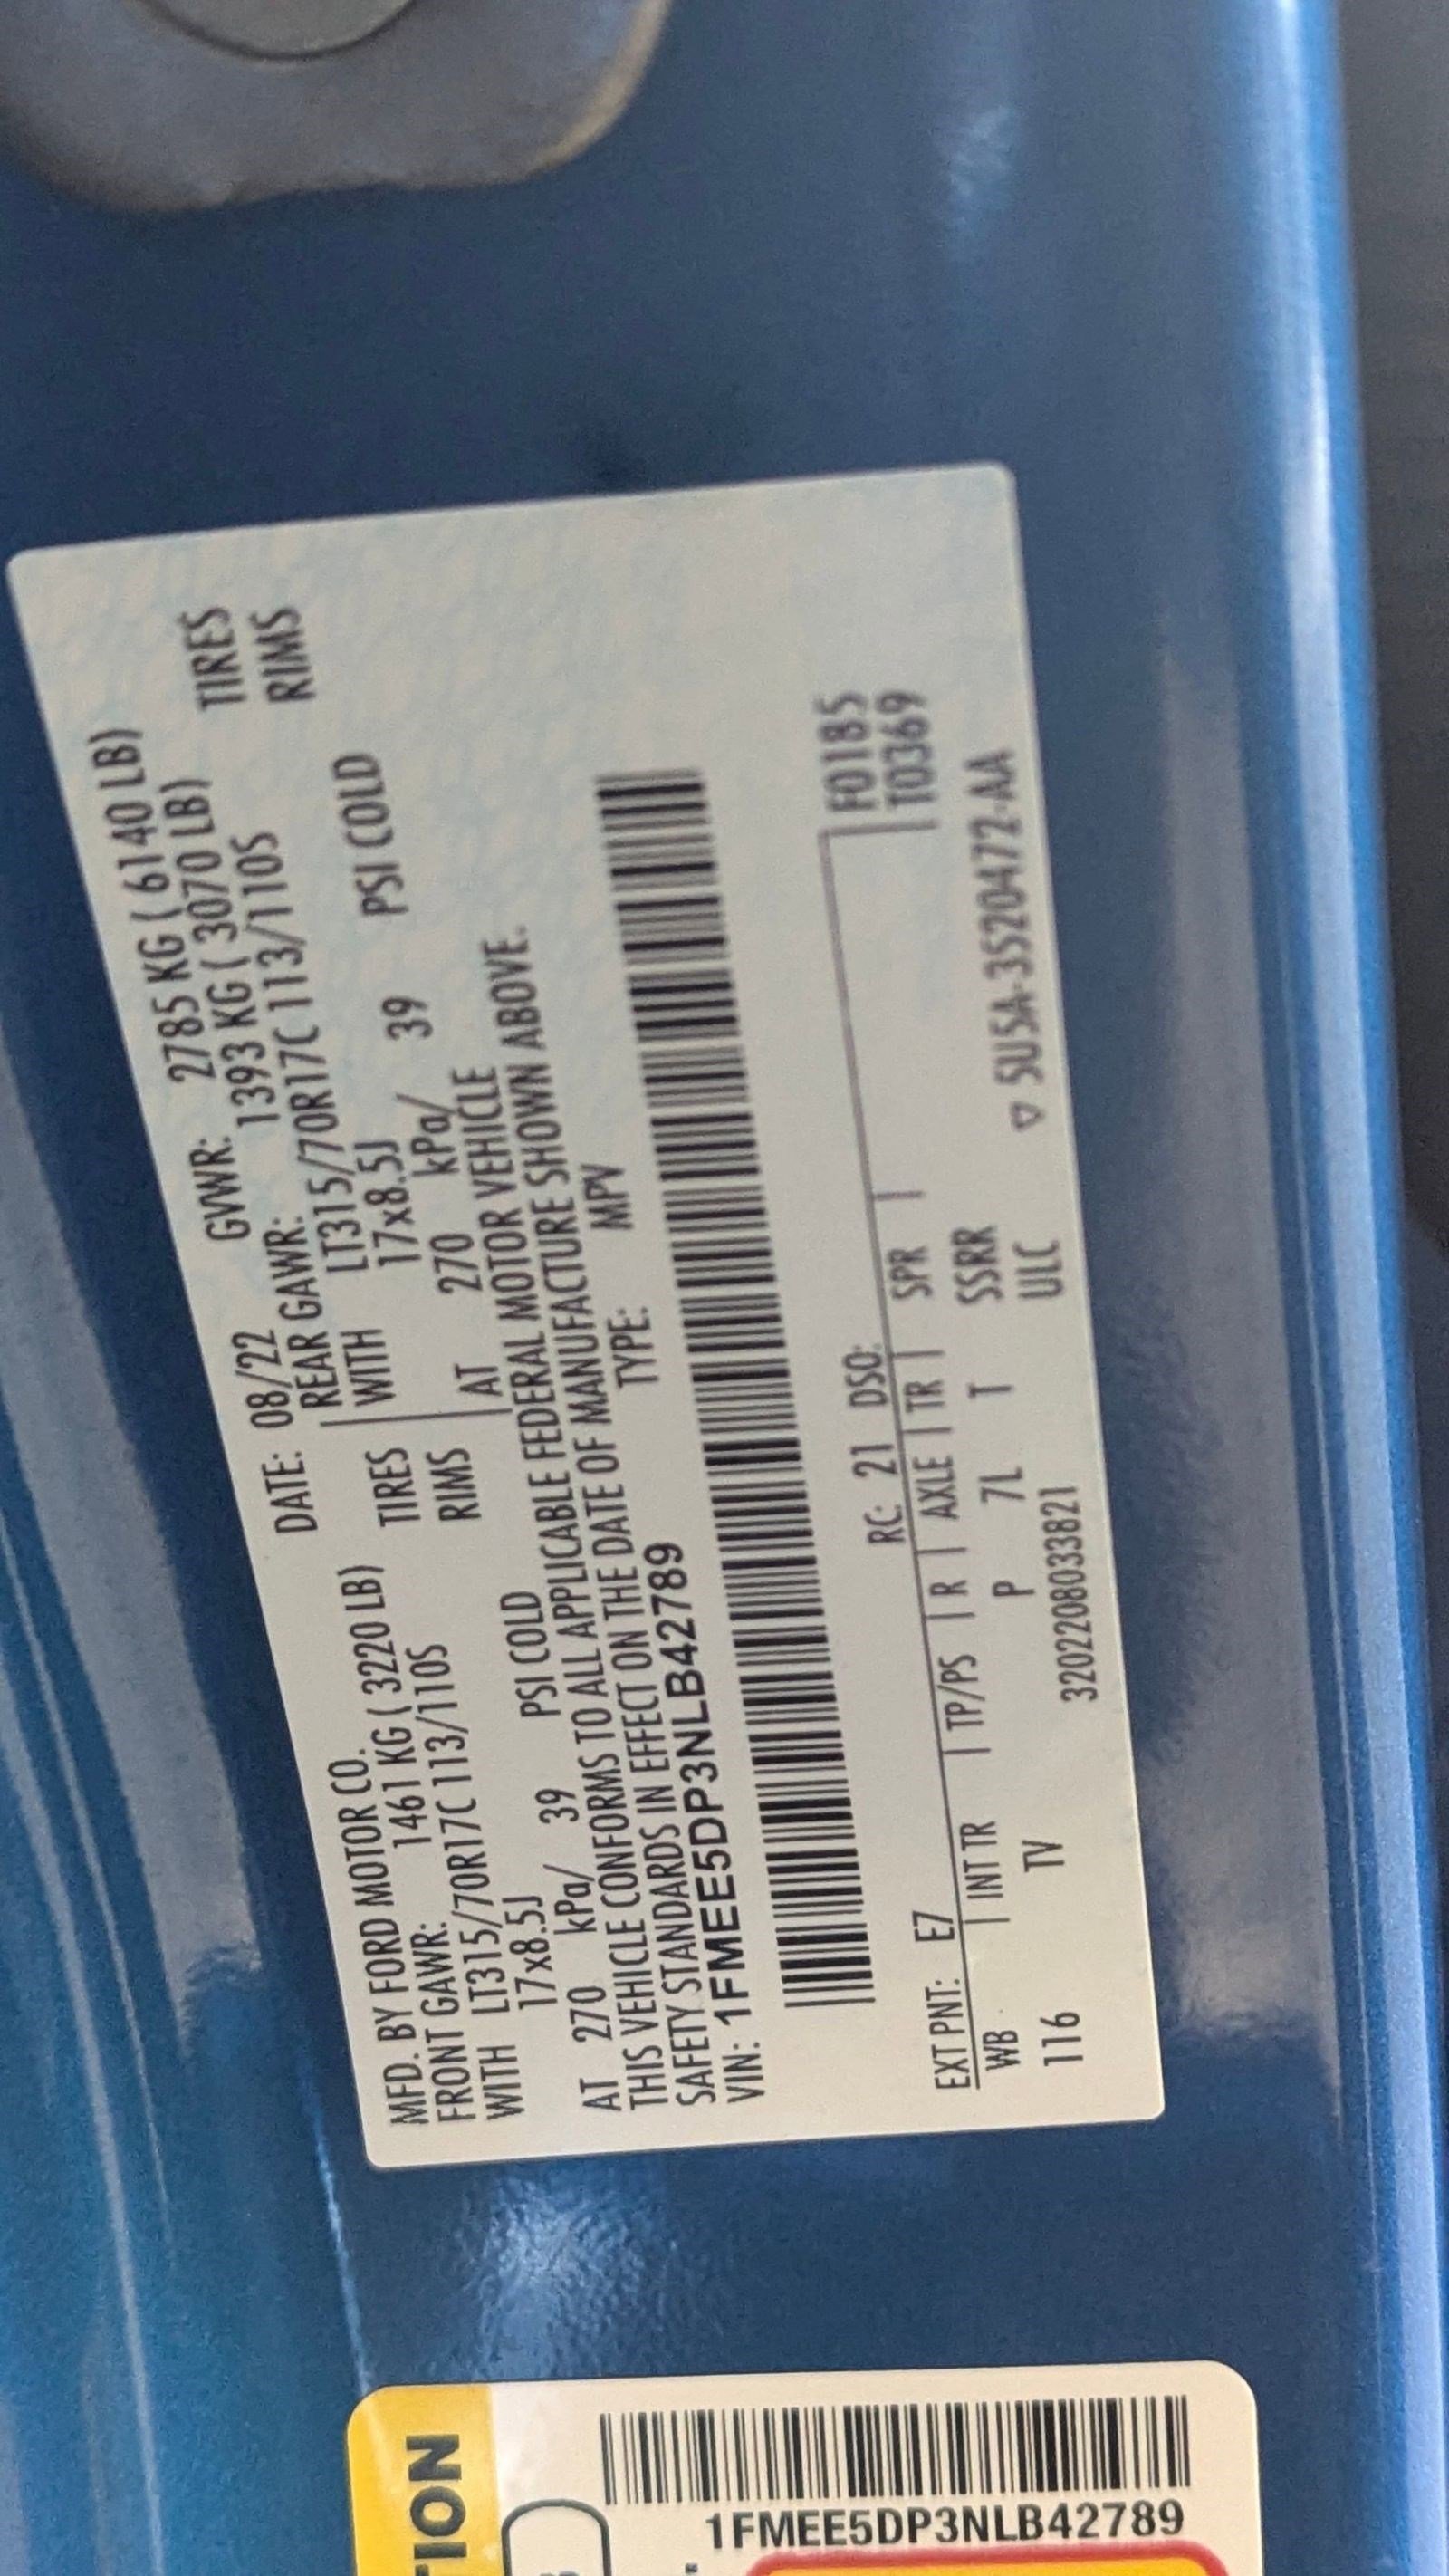 MFD. BY FORD MOTOR CO. DATE: 08/22 GVWR: 2785 KG ( 6140 LB)
FRONT GAWR: 1461 KG ( 3220 LB) REAR GAWR: 1393 KG ( 3070 LB)
WITH LT315/70R17C 113/110S TIRES WITH LT315/70R17C 113/110S TIRES
17x8.5J RIMS 17x8.5J RIMS
AT 270 kPa/ 39 PSI COLD AT 270 kPa/ 39 PSI COLD
THIS VEHICLE CONFORMS TO ALL APPLICABLE FEDERAL MOTOR VEHICLE
SAFETY STANDARDS IN EFFECT ON THE DATE OF MANUFACTURE SHOWN ABOVE.
VIN: 1FMEE5DP3NLB42789 TYPE: MPV
EXT PNT: E7 RC: 21 DSO: F0185
WB INT TR TP/PS R AXLE TR SPR T0369
116 TV P 7L T SSRR
ULC
3202208033821 ▽ 5U5A-3520472-AA
TION
1FMEE5DP3NLB42789